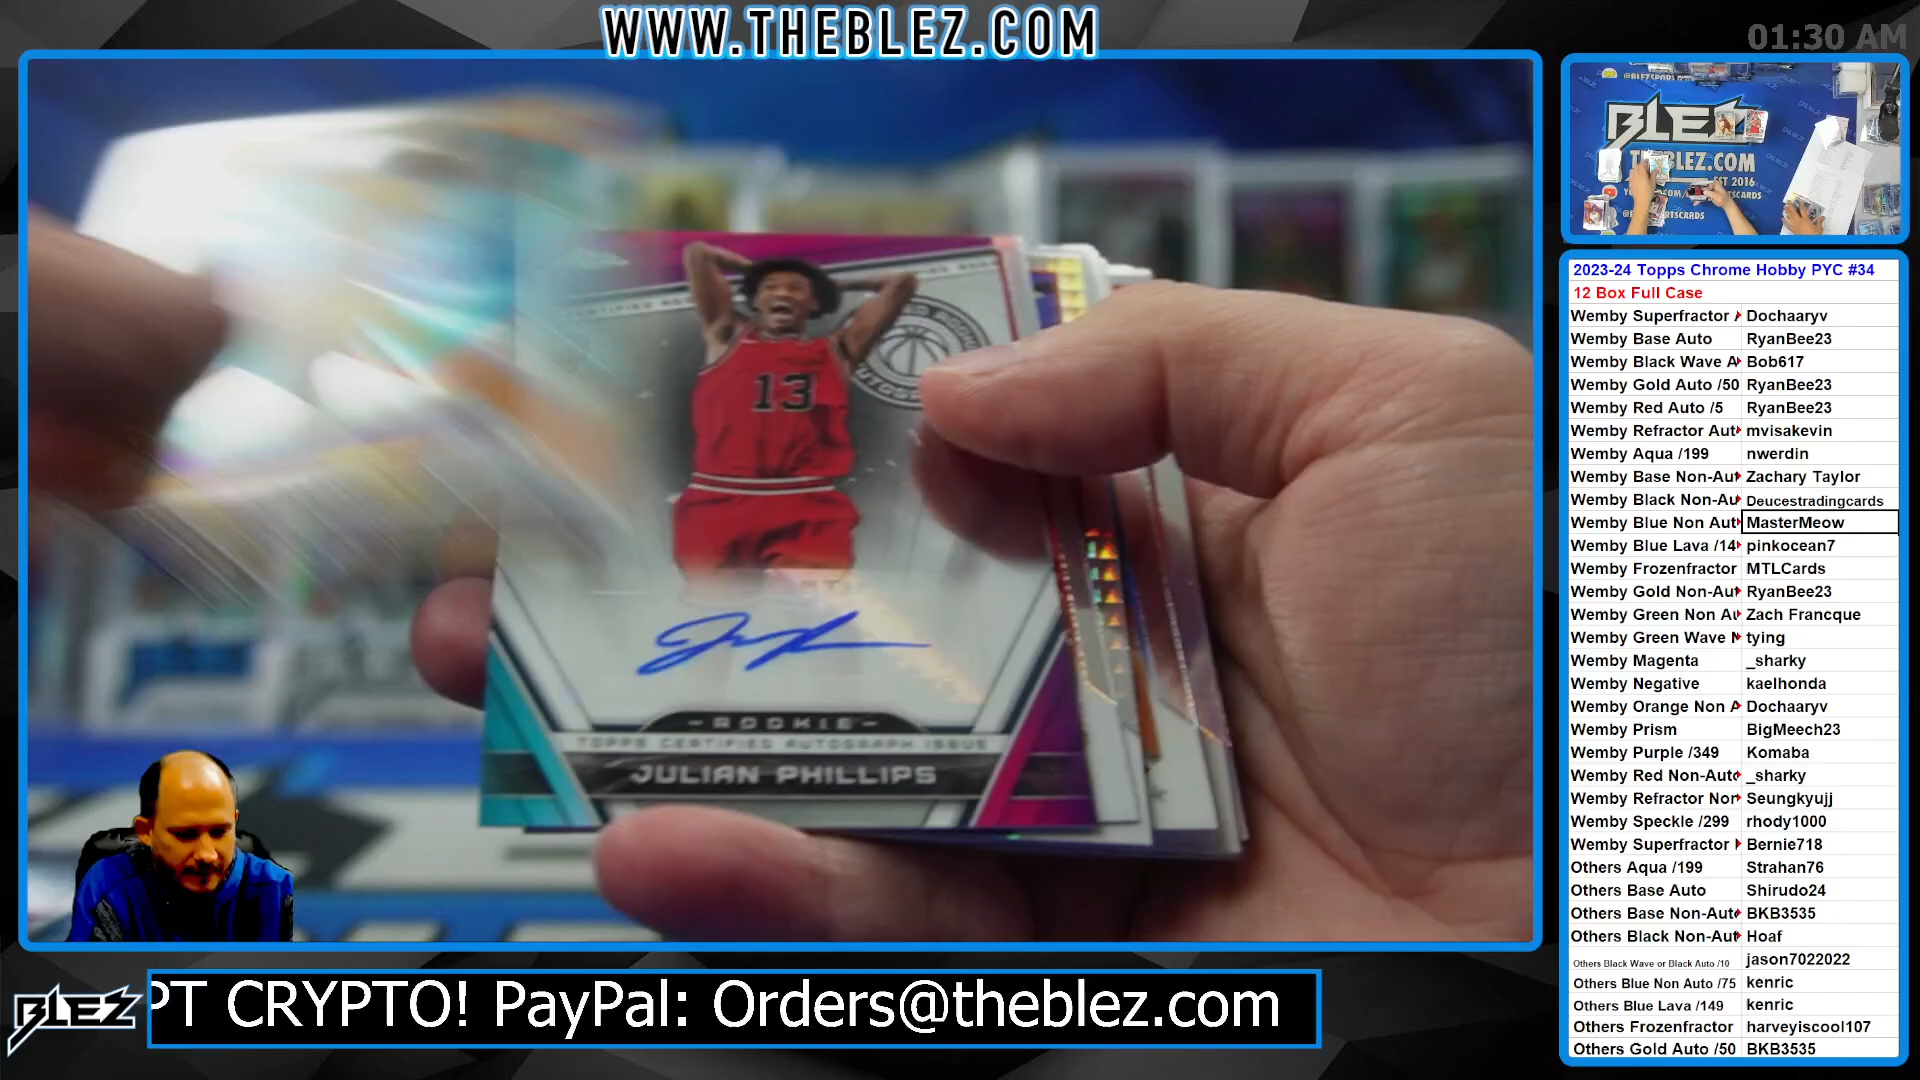 WWW.THEBLEZ.COM
01:30 AM
BLEZ
THEBLEZ.COM
EST 2016
2023-24 Topps Chrome Hobby PYC #34
12 Box Full Case
Wemby Superfractor A Dochaaryv
Wemby Base Auto RyanBee23
Wemby Black Wave A Bob617
Wemby Gold Auto /50 RyanBee23
Wemby Red Auto /5 RyanBee23
Wemby Refractor Aut mvisakevin
Wemby Aqua /199 nwerdin
Wemby Base Non-Aut Zachary Taylor
Wemby Black Non-Au Deucestradingcards
Wemby Blue Non Aut MasterMeow
Wemby Blue Lava /14 pinkocean7
Wemby Frozenfractor MTLCards
Wemby Gold Non-Aut RyanBee23
Wemby Green Non Au Zach Francque
Wemby Green Wave N tying
Wemby Magenta _sharky
Wemby Negative kaelhonda
Wemby Orange Non A Dochaaryv
Wemby Prism BigMeech23
Wemby Purple /349 Komaba
Wemby Red Non-Auto _sharky
Wemby Refractor Non Seungkyujj
Wemby Speckle /299 rhody1000
Wemby Superfractor Bernie718
Others Aqua /199 Strahan76
Others Base Auto Shirudo24
Others Base Non-Auto BKB3535
Others Black Non-Aut Hoaf
Others Black Wave or Black Auto /10 jason7022022
Others Blue Non Auto /75 kenric
Others Blue Lava /149 kenric
Others Frozenfractor harveyiscool107
Others Gold Auto /50 BKB3535
13
-ROOKIE-
TOPPS CERTIFIED AUTOGRAPH ISSUE
JULIAN PHILLIPS
BLEZ
PT CRYPTO! PayPal: Orders@theblez.com